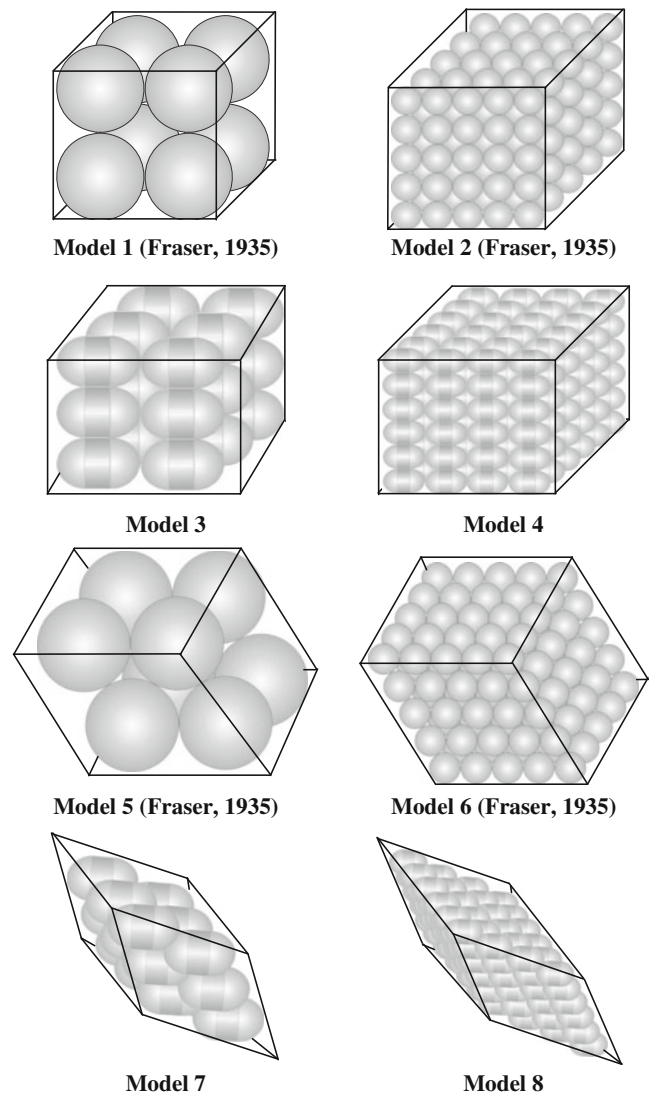 Model 1 (Fraser, 1935)
Model 2 (Fraser, 1935)
Model 3
Model 4
Model 5 (Fraser, 1935)
Model 6 (Fraser, 1935)
Model 7
Model 8